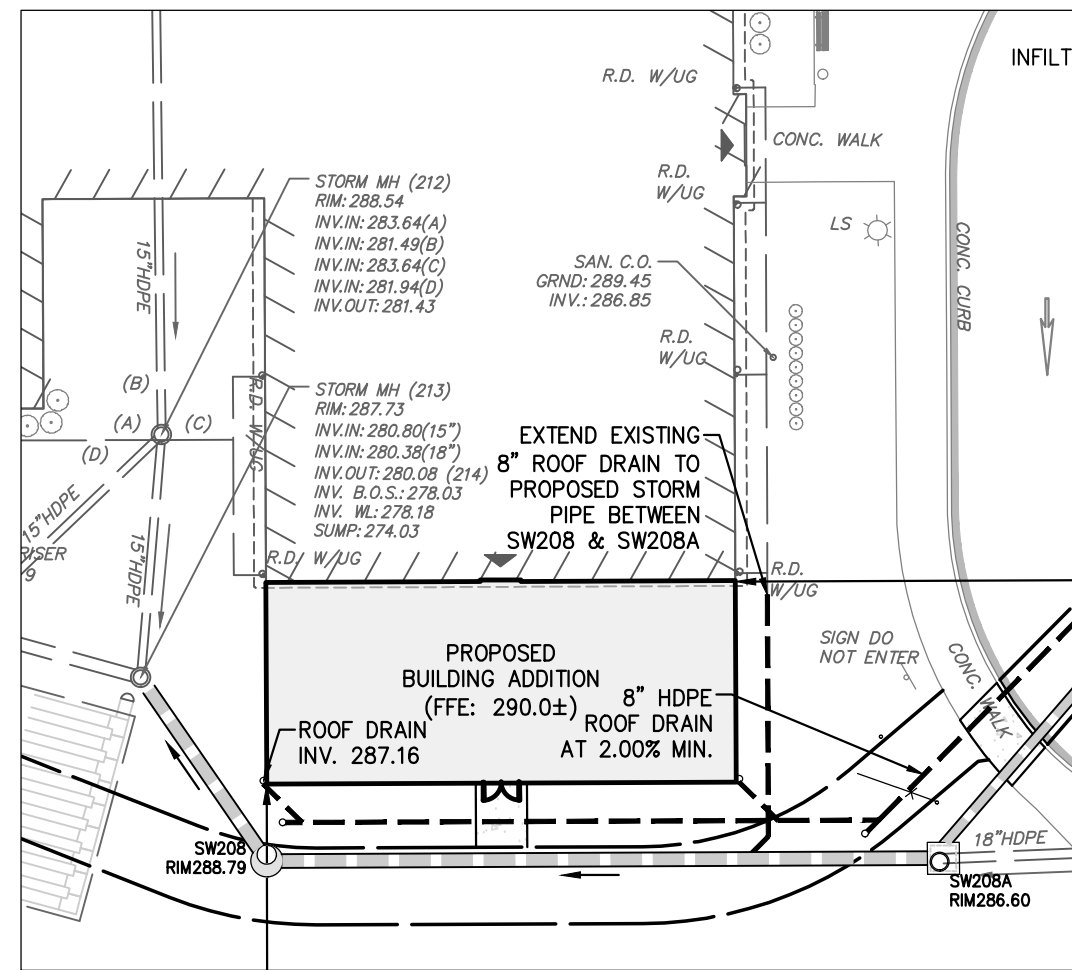 INFILT
R.D. W/UG
CONC. WALK
R.D.
W/UG
LS
CONC. CURB
STORM MH (212)
RIM: 288.54
INV.IN: 283.64(A)
INV.IN: 281.49(B)
INV.IN: 283.64(C)
INV.IN: 281.94(D)
INV.OUT: 281.43
SAN. C.O.
GRND: 289.45
INV.: 286.85
15"HDPE
R.D.
W/UG
(B)
(A)
(C)
(D)
R.D. W/UG
STORM MH (213)
RIM: 287.73
INV.IN: 280.80(15")
INV.IN: 280.38(18")
INV.OUT: 280.08 (214)
INV. B.O.S.: 278.03
INV. WL: 278.18
SUMP: 274.03
EXTEND EXISTING
8" ROOF DRAIN TO
PROPOSED STORM
PIPE BETWEEN
SW208 & SW208A
15"HDPE
RISER
9
15"HDPE
R.D. W/UG
R.D.
W/UG
SIGN DO
NOT ENTER
CONC. WALK
PROPOSED
BUILDING ADDITION
(FFE: 290.0±)
8" HDPE
ROOF DRAIN
AT 2.00% MIN.
ROOF DRAIN
INV. 287.16
SW208
RIM288.79
18"HDPE
SW208A
RIM286.60